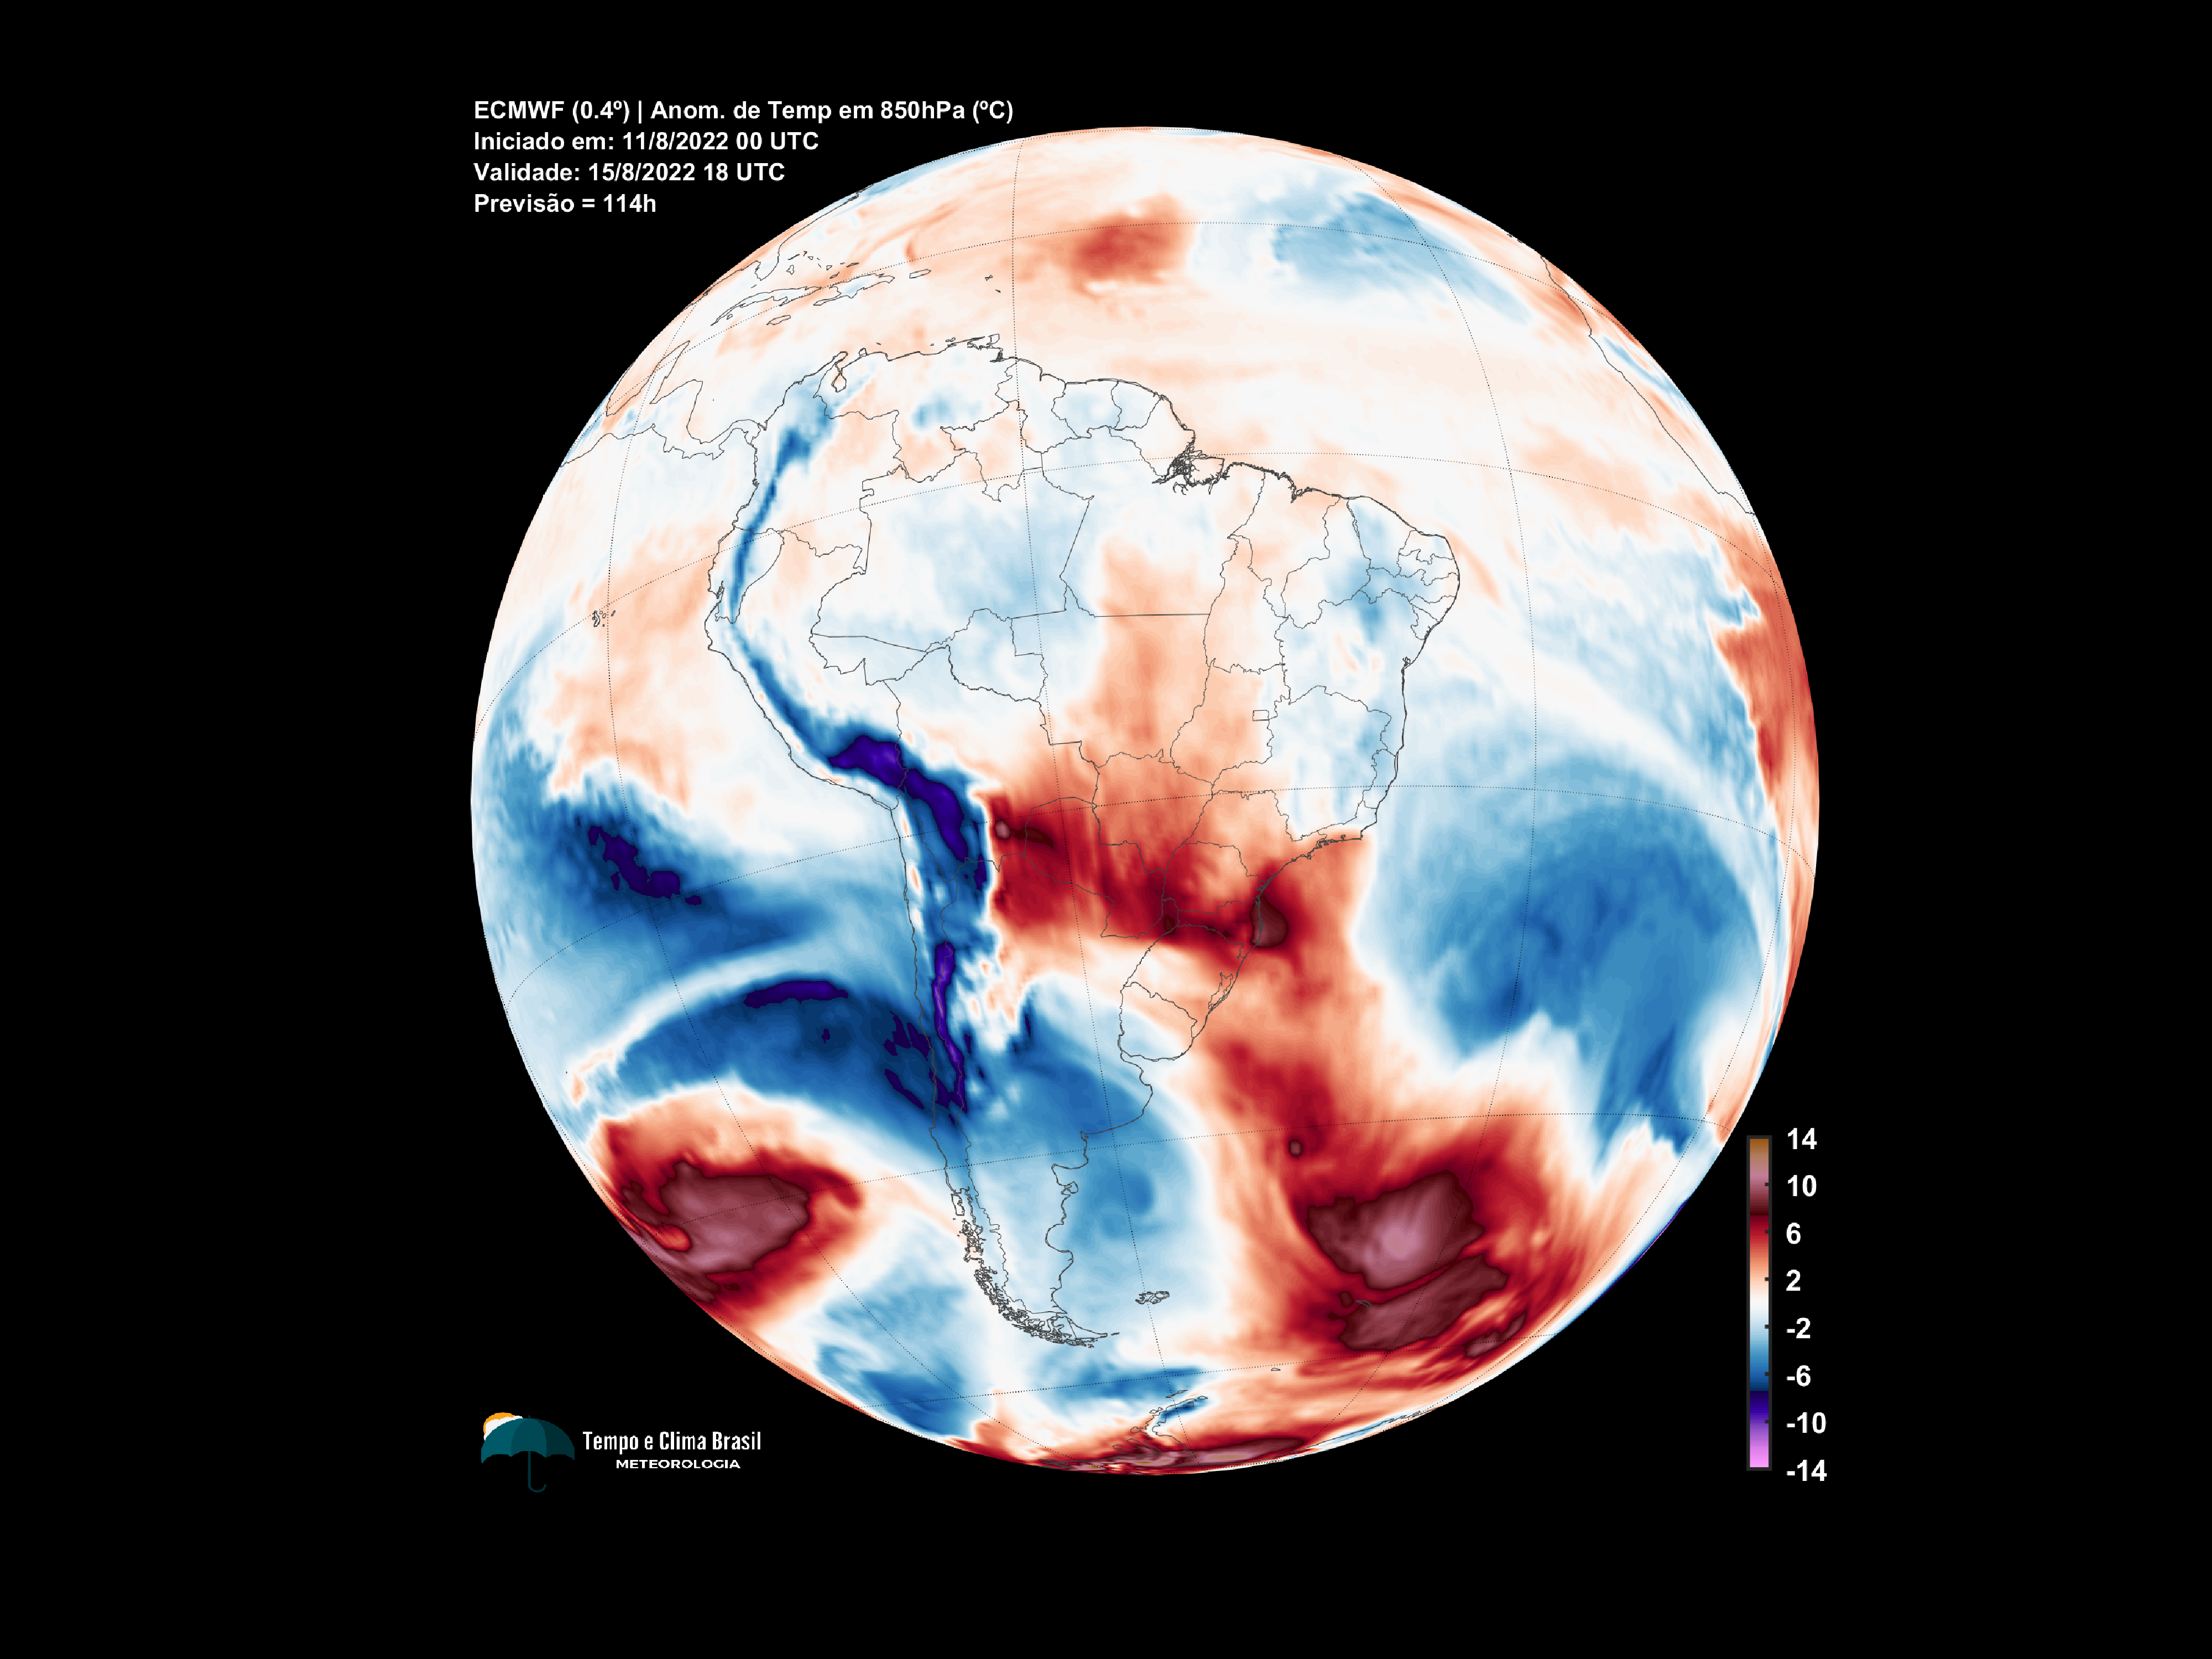 ECMWF (0.4º) | Anom. de Temp em 850hPa (ºC)
Iniciado em: 11/8/2022 00 UTC
Validade: 15/8/2022 18 UTC
Previsão = 114h
14
10
6
2
-2
-6
-10
-14
Tempo e Clima Brasil
METEOROLOGIA